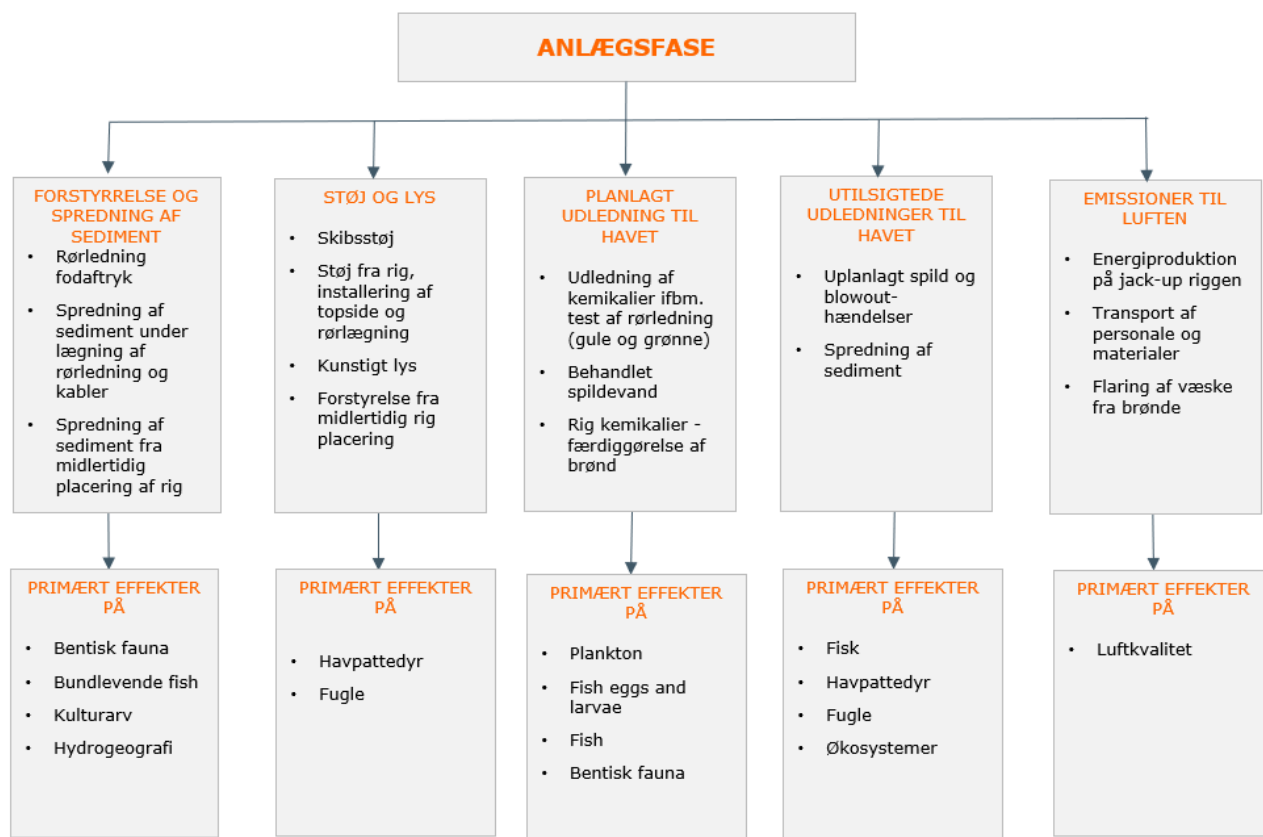 ANLÆGSFASE
FORSTYRRELSE OG
SPREDNING AF
SEDIMENT
• Rørledning
fodaftryk
• Spredning af
sediment under
lægning af
rørledning og
kabler
• Spredning af
sediment fra
midlertidig
placering af rig
STØJ OG LYS
• Skibsstøj
• Støj fra rig,
installering af
topside og
rørlægning
• Kunstigt lys
• Forstyrelse fra
midlertidig rig
placering
PLANLAGT
UDLEDNING TIL
HAVET
• Udledning af
kemikalier ifbm.
test af rørledning
(gule og grønne)
• Behandlet
spildevand
• Rig kemikalier -
færdiggørelse af
brønd
UTILSIGTEDE
UDLEDNINGER TIL
HAVET
• Uplanlagt spild og
blowout-
hændelser
• Spredning af
sediment
EMISSIONER TIL
LUFTEN
• Energiproduktion
på jack-up riggen
• Transport af
personale og
materialer
• Flaring af væske
fra brønde
PRIMÆRT EFFEKTER
PÅ
• Bentisk fauna
• Bundlevende fish
• Kulturarv
• Hydrogeografi
PRIMÆRT EFFEKTER
PÅ
• Havpattedyr
• Fugle
PRIMÆRT EFFEKTER
PÅ
• Plankton
• Fish eggs and
larvae
• Fish
• Bentisk fauna
PRIMÆRT EFFEKTER
PÅ
• Fisk
• Havpattedyr
• Fugle
• Økosystemer
PRIMÆRT EFFEKTER
PÅ
• Luftkvalitet